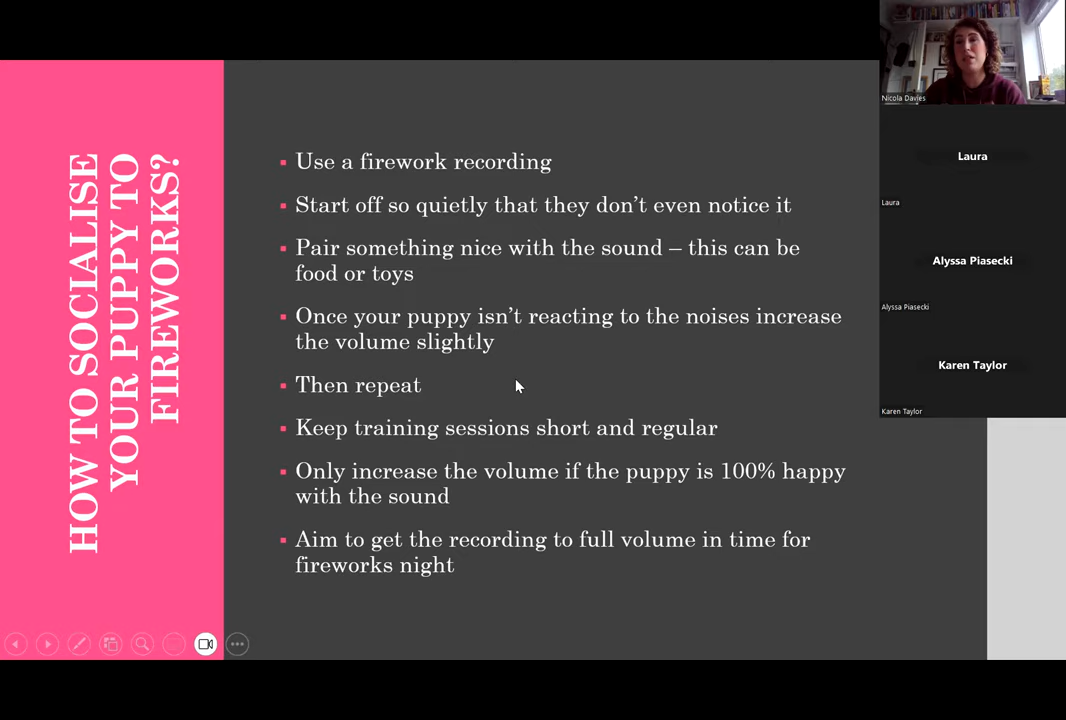 HOW TO SOCIALISE
YOUR PUPPY TO
FIREWORKS?
Use a firework recording
Start off so quietly that they don't even notice it
Pair something nice with the sound – this can be
food or toys
Once your puppy isn't reacting to the noises increase
the volume slightly
Then repeat
Keep training sessions short and regular
Only increase the volume if the puppy is 100% happy
with the sound
Aim to get the recording to full volume in time for
fireworks night
Nicola Davies
Laura
Laura
Alyssa Piasecki
Alyssa Piasecki
Karen Taylor
Karen Taylor